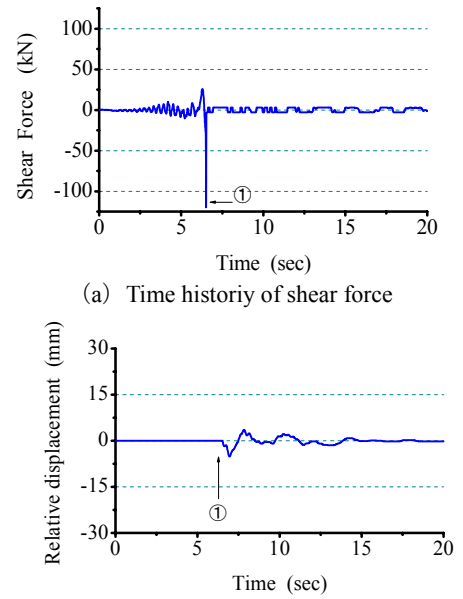 100
50
0
-50
-100
Shear Force (kN)
①
0 5 10 15 20
Time (sec)
(a) Time historiy of shear force
30
15
0
-15
-30
Relative displacement (mm)
①
0 5 10 15 20
Time (sec)